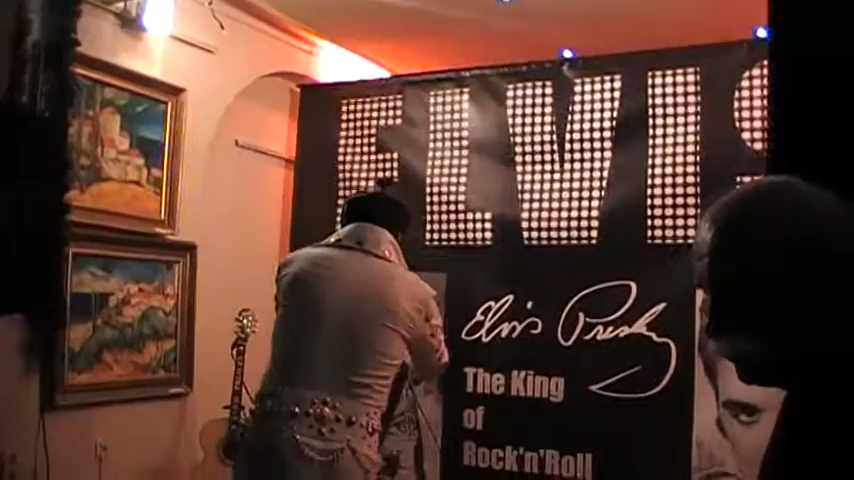 ELVIS
Elvis Presley
The King
of
Rock'n'Roll